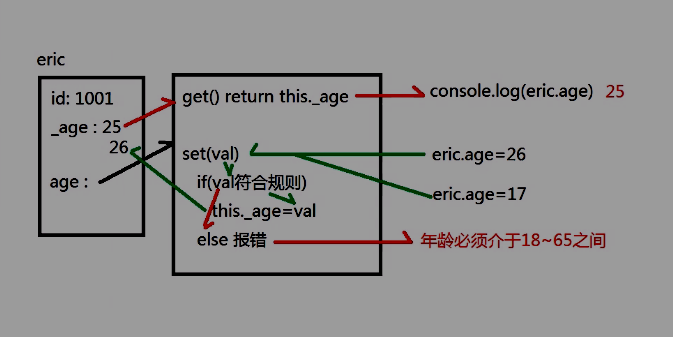 eric
id: 1001
_age : 25
26
age :
get() return this._age
set(val)
if(val符合规则)
this._age=val
else 报错
console.log(eric.age) 25
eric.age=26
eric.age=17
年龄必须介于18~65之间